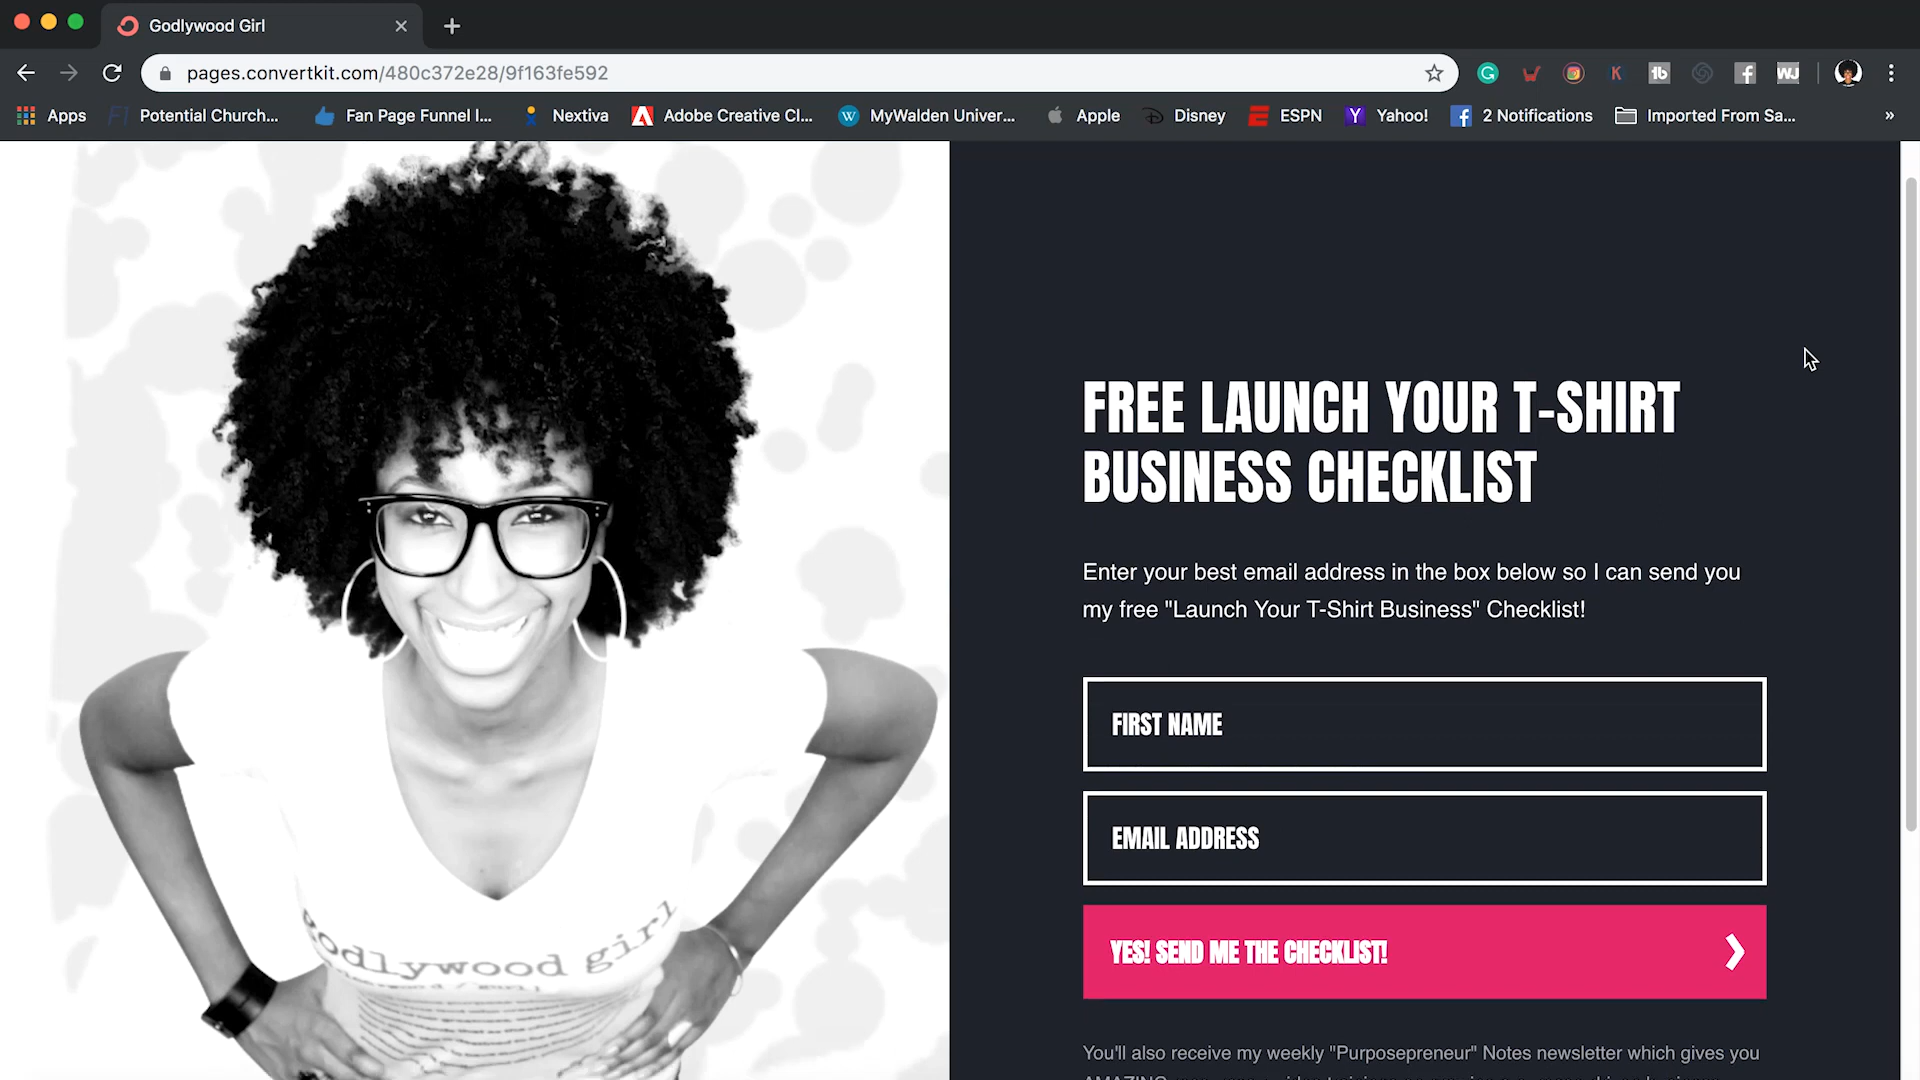 Godlywood Girl
pages.convertkit.com/480c372e28/9f163fe592
Apps
Potential Church...
Fan Page Funnel I...
Nextiva
Adobe Creative Cl...
MyWalden Univer...
Apple
Disney
ESPN
Yahoo!
2 Notifications
Imported From Sa...
»
FREE LAUNCH YOUR T-SHIRT
BUSINESS CHECKLIST
Enter your best email address in the box below so I can send you
my free "Launch Your T-Shirt Business" Checklist!
FIRST NAME
EMAIL ADDRESS
YES! SEND ME THE CHECKLIST!
You'll also receive my weekly "Purposepreneur" Notes newsletter which gives you
godlywood girl